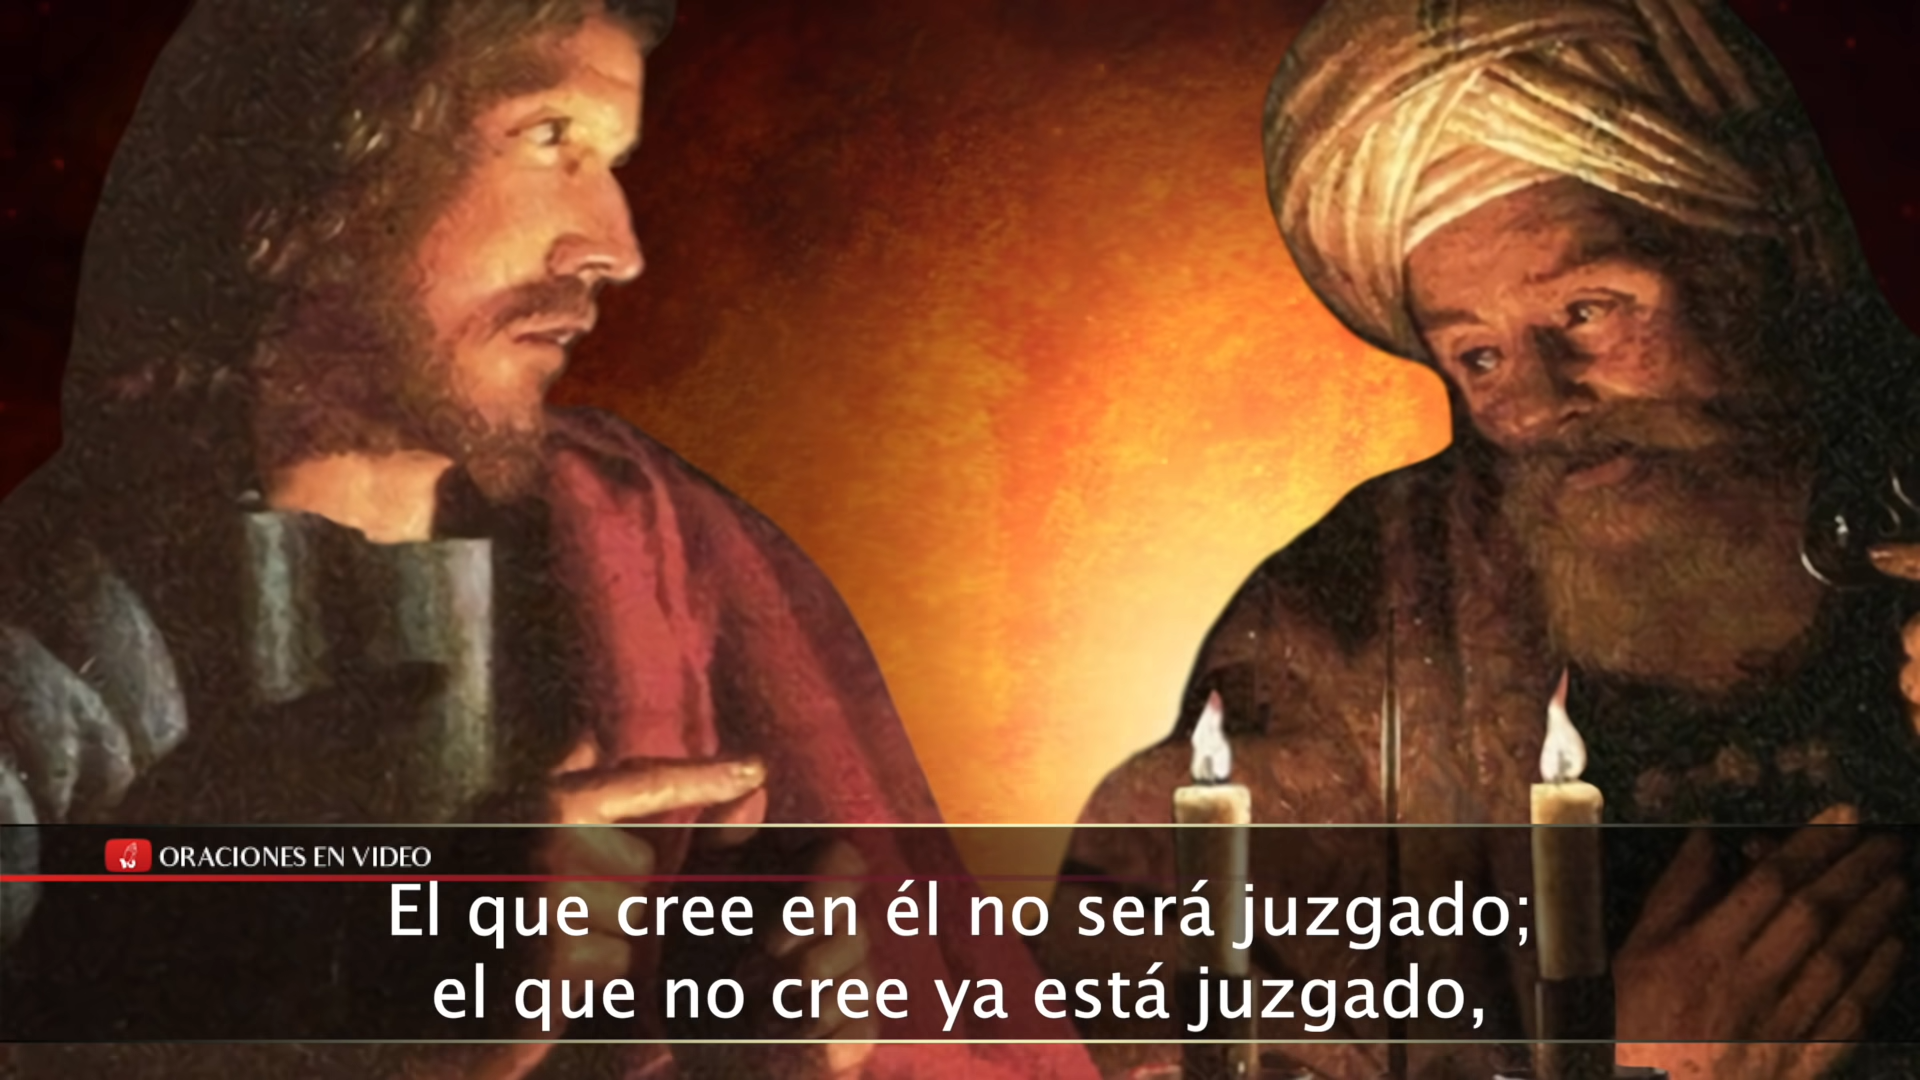 ORACIONES EN VIDEO
El que cree en él no será juzgado;
el que no cree ya está juzgado,